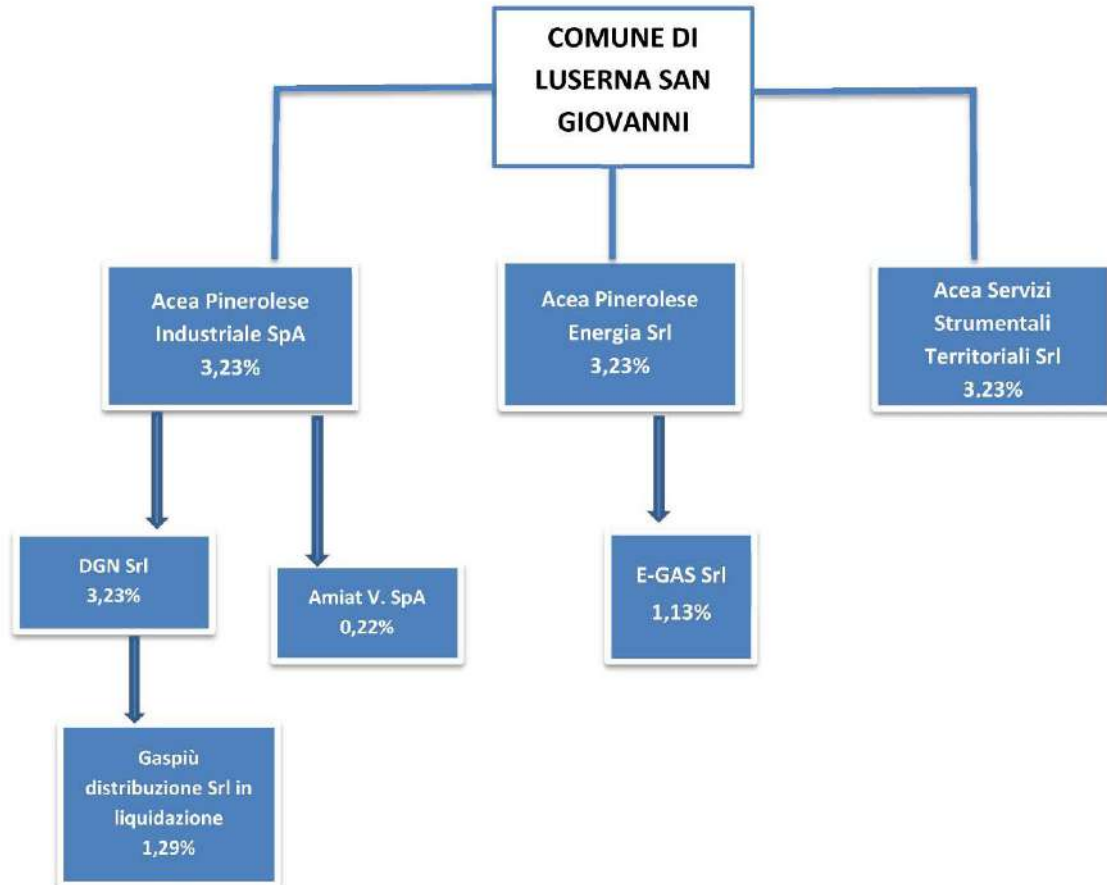 COMUNE DI
LUSERNA SAN
GIOVANNI
Acea Pinerolese
Industriale SpA
3,23%
Acea Pinerolese
Energia Srl
3,23%
Acea Servizi
Strumentali
Territoriali Srl
3,23%
DGN Srl
3,23%
Amiat V. SpA
0,22%
E-GAS Srl
1,13%
Gaspiù
distribuzione Srl in
liquidazione
1,29%